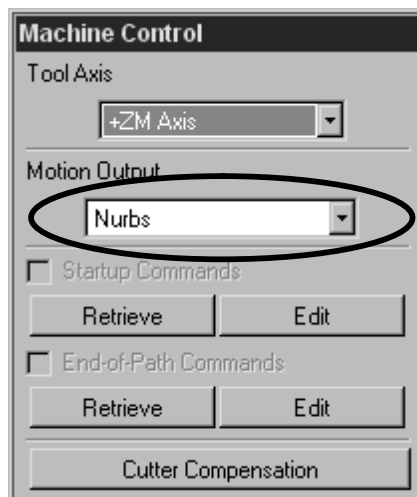 Machine Control
Tool Axis
+ZM Axis
Motion Output
Nurbs
Startup Commands
Retrieve Edit
End-of-Path Commands
Retrieve Edit
Cutter Compensation